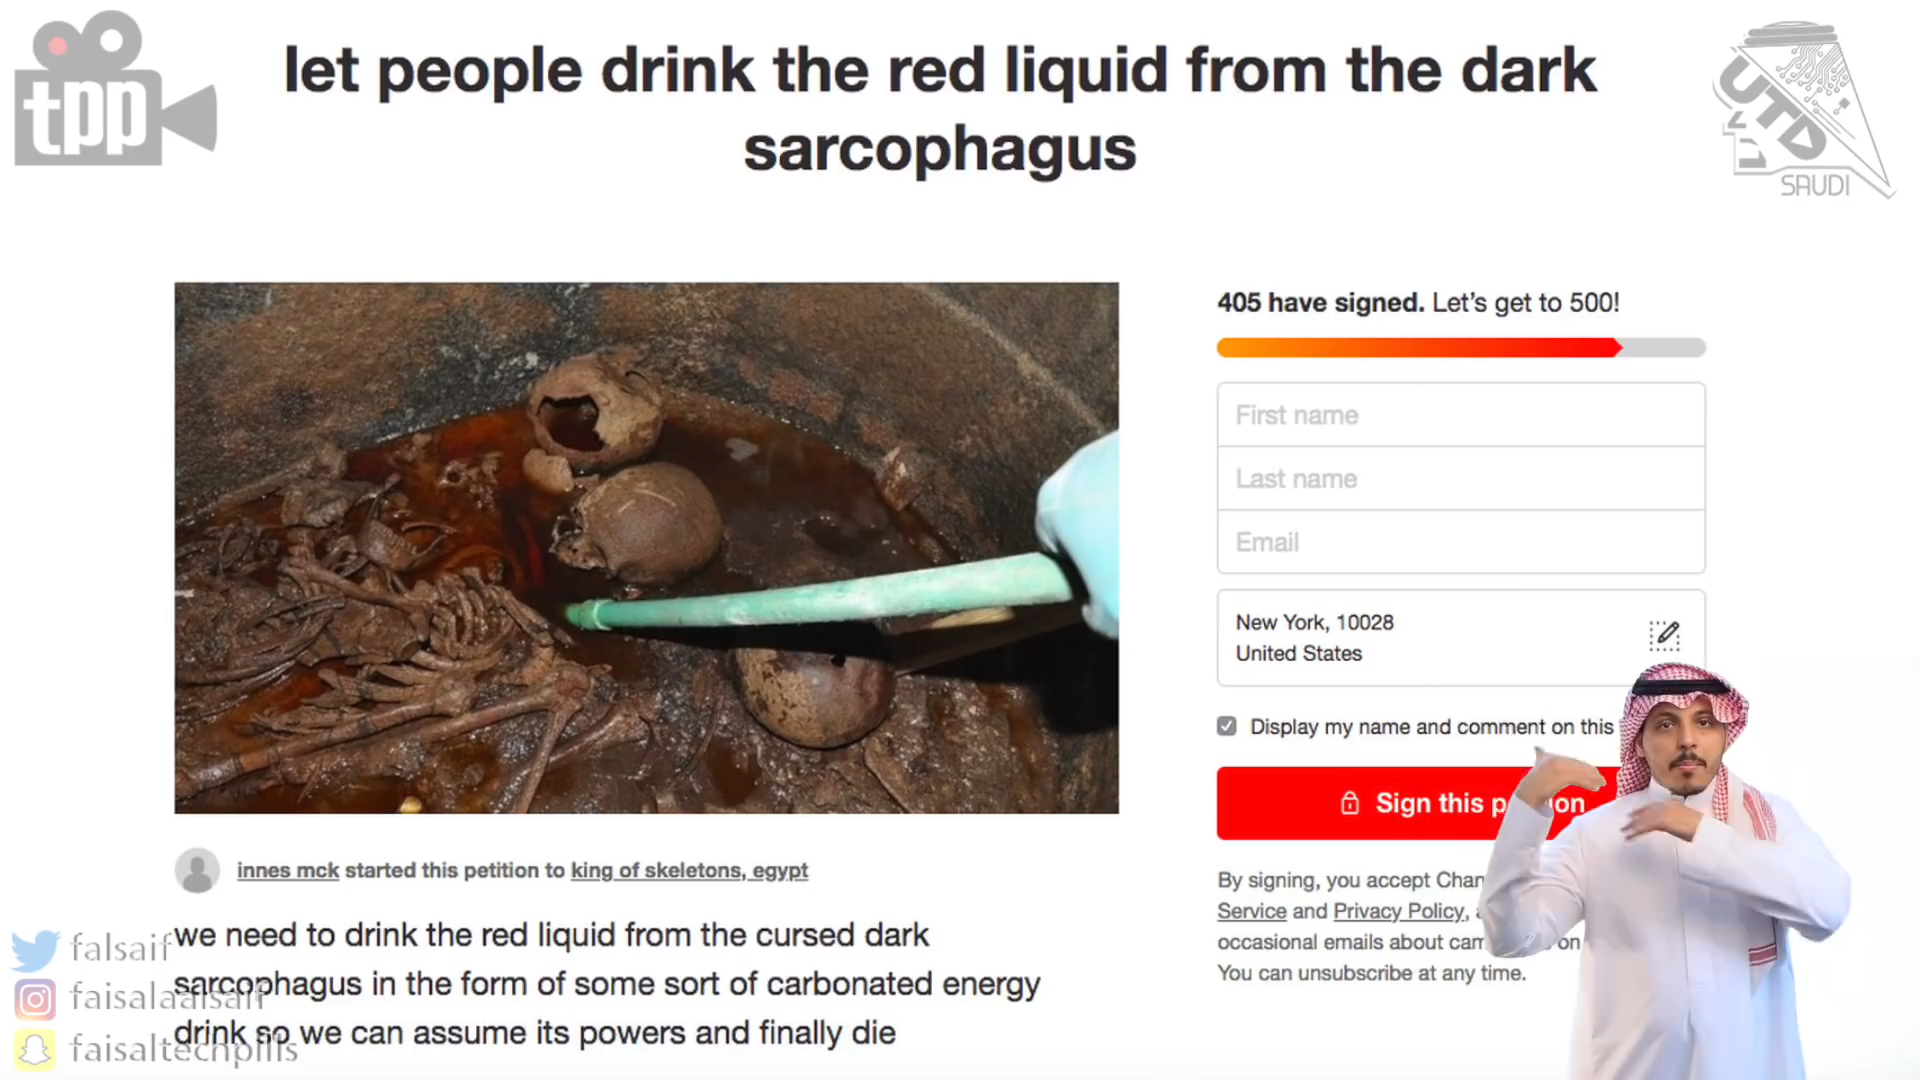 tpp
let people drink the red liquid from the dark
sarcophagus
UTD
SAUDI
405 have signed. Let's get to 500!
First name
Last name
Email
New York, 10028
United States
Display my name and comment on this
Sign this p
on
By signing, you accept Chan
Service and Privacy Policy,
occasional emails about cam
on
You can unsubscribe at any time.
innes mck started this petition to king of skeletons, egypt
we need to drink the red liquid from the cursed dark
sarcophagus in the form of some sort of carbonated energy
drink so we can assume its powers and finally die
falsaif
faisalaalsaif
faisaltechpills